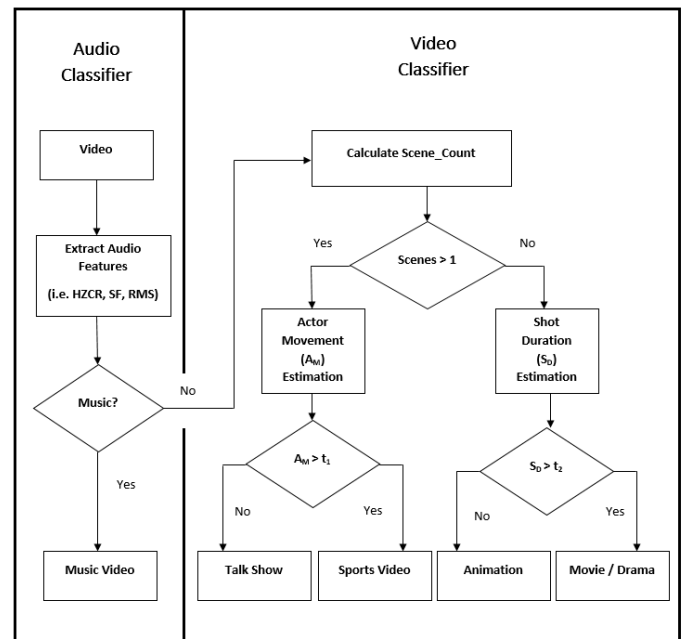 Audio
Classifier
Video
Extract Audio
Features
(i.e. HZCR, SF, RMS)
Music?
No
Yes
Music Video
Video
Classifier
Calculate Scene_Count
Scenes > 1
Yes
No
Actor
Movement
(AM)
Estimation
Shot
Duration
(SD)
Estimation
AM > t1
No
Yes
SD > t2
No
Yes
Talk Show
Sports Video
Animation
Movie / Drama